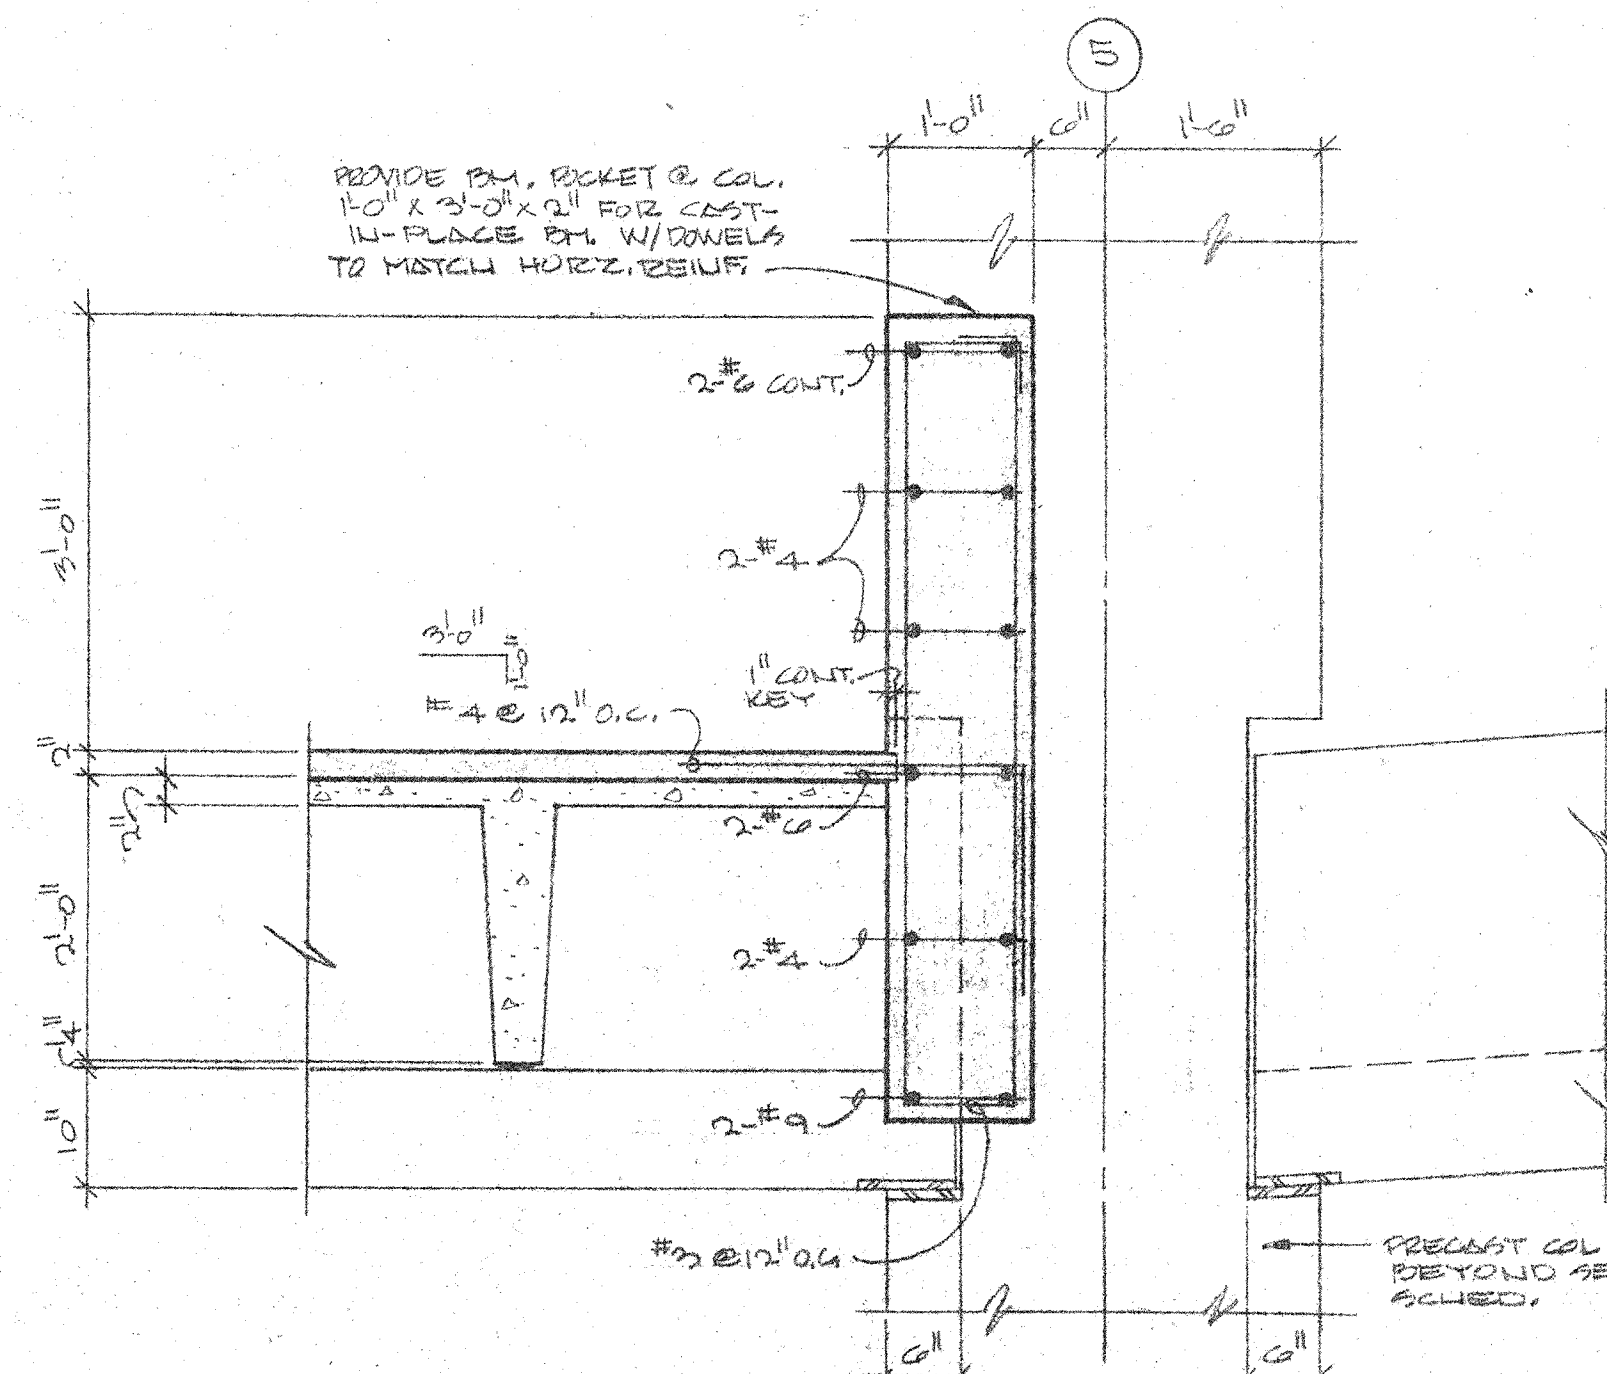 5
1'-0" 6" 1'-6"
PROVIDE BM. POCKET @ COL.
1'-0" x 3'-0" x 2" FOR CAST-
IN-PLACE BM. W/DOWELS
TO MATCH HORZ. REINF.
2-#6 CONT.
3'-0"
2-#4
3'-0"
1" CONT.
KEY
#4 @ 12" O.C.
2"
2"
2-#6
2'-0"
2-#4
1/4"
2-#9
10"
#3 @ 12" O.C.
PRECAST COL
BEYOND SE
SCHED.
6" 6"